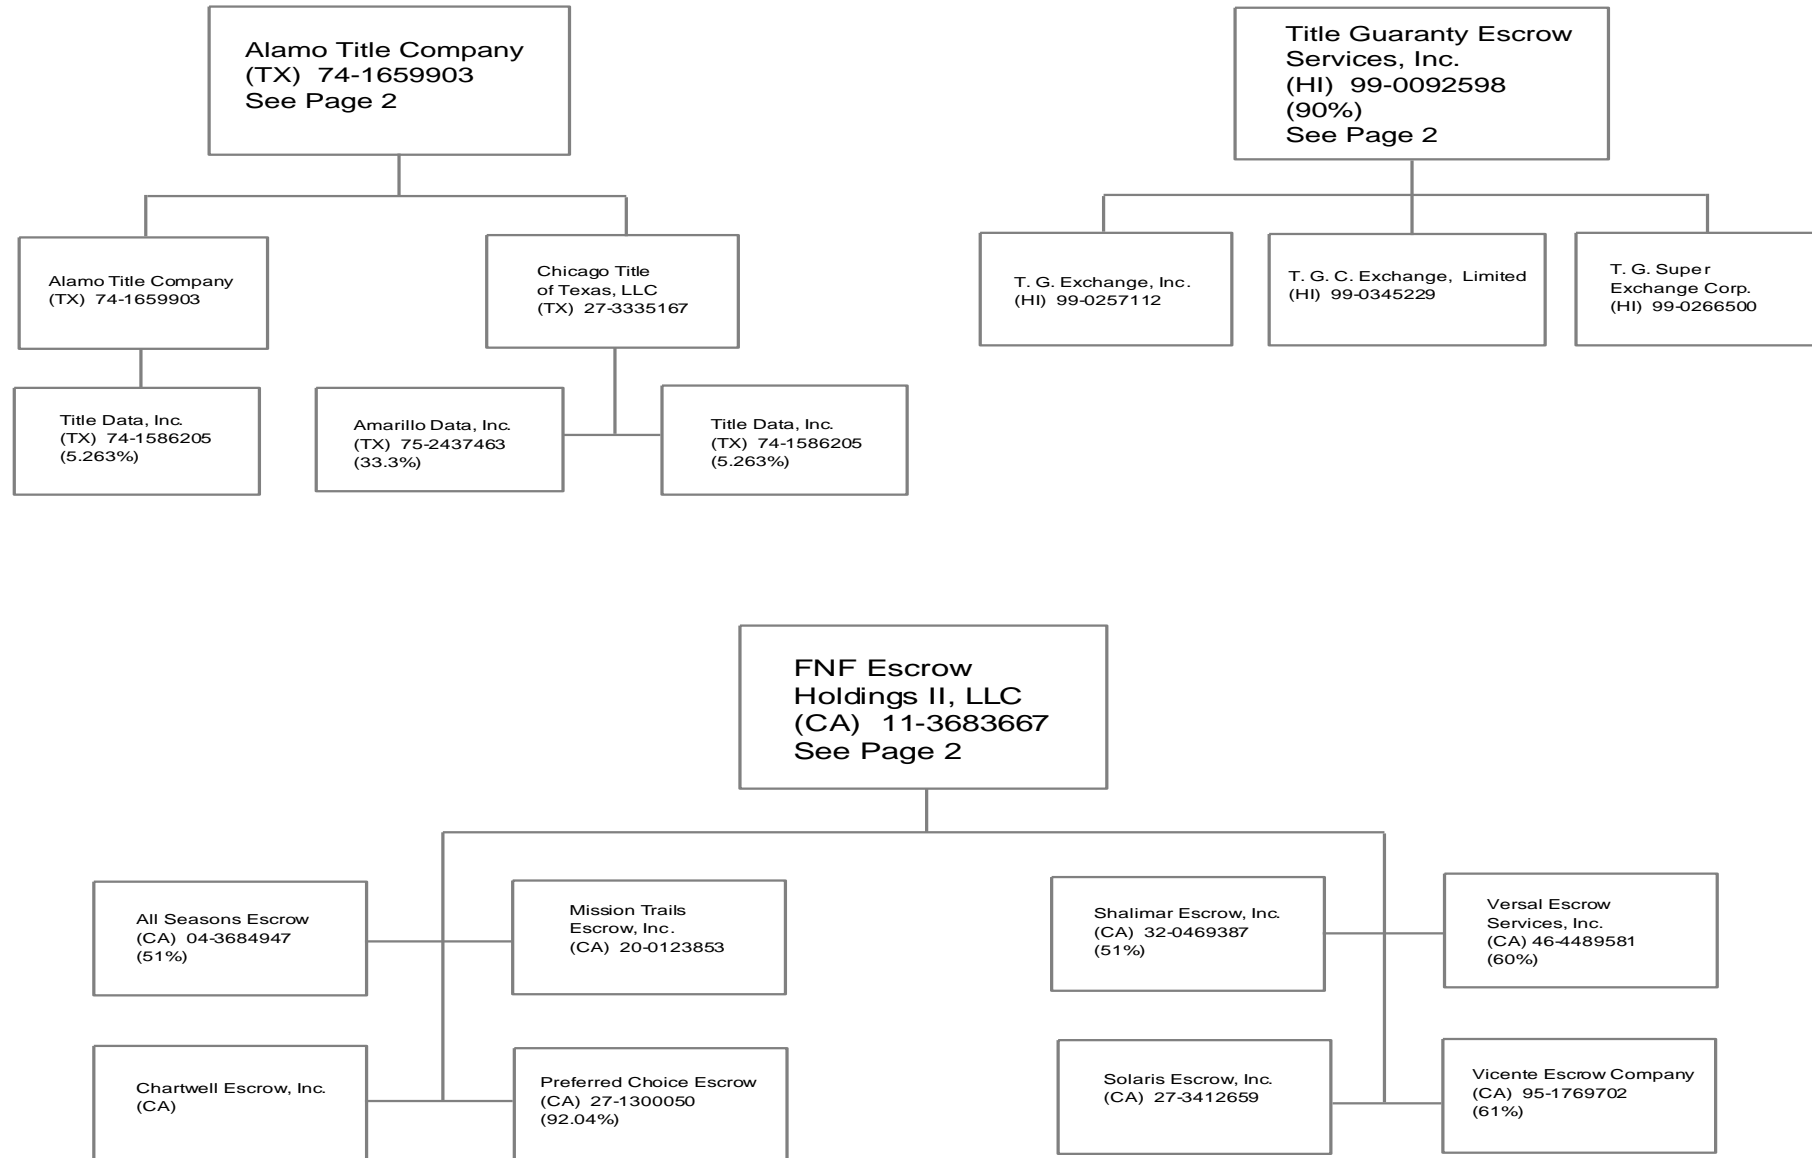 Alamo Title Company
(TX) 74-1659903
See Page 2
Title Guaranty Escrow
Services, Inc.
(HI) 99-0092598
(90%)
See Page 2
Alamo Title Company
(TX) 74-1659903
Chicago Title
of Texas, LLC
(TX) 27-3335167
T. G. Exchange, Inc.
(HI) 99-0257112
T. G. C. Exchange, Limited
(HI) 99-0345229
T. G. Super
Exchange Corp.
(HI) 99-0266500
Title Data, Inc.
(TX) 74-1586205
(5.263%)
Amarillo Data, Inc.
(TX) 75-2437463
(33.3%)
Title Data, Inc.
(TX) 74-1586205
(5.263%)
FNF Escrow
Holdings II, LLC
(CA) 11-3683667
See Page 2
All Seasons Escrow
(CA) 04-3684947
(51%)
Mission Trails
Escrow, Inc.
(CA) 20-0123853
Shalimar Escrow, Inc.
(CA) 32-0469387
(51%)
Versal Escrow
Services, Inc.
(CA) 46-4489581
(60%)
Chartwell Escrow, Inc.
(CA)
Preferred Choice Escrow
(CA) 27-1300050
(92.04%)
Solaris Escrow, Inc.
(CA) 27-3412659
Vicente Escrow Company
(CA) 95-1769702
(61%)